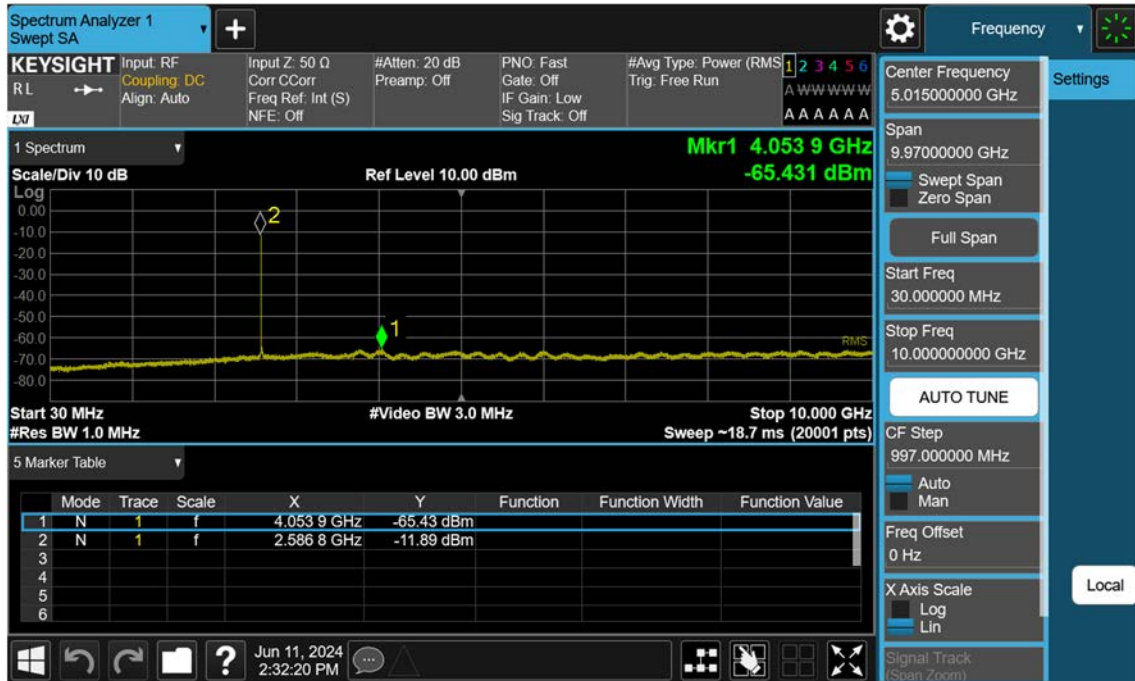 Spectrum Analyzer 1
Swept SA
+
Frequency
KEYSIGHT
RL
LXI
Input: RF
Coupling: DC
Align: Auto
Input Z: 50 Ω
Corr CCorr
Freq Ref: Int (S)
NFE: Off
#Atten: 20 dB
Preamp: Off
PNO: Fast
Gate: Off
IF Gain: Low
Sig Track: Off
#Avg Type: Power (RMS
Trig: Free Run
1 2 3 4 5 6
A W W W W W
A A A A A A
1 Spectrum
Scale/Div 10 dB
Ref Level 10.00 dBm
Mkr1 4.053 9 GHz
-65.431 dBm
Log
0.00
-10.0
-20.0
-30.0
-40.0
-50.0
-60.0
-70.0
-80.0
2
1
RMS
Start 30 MHz
#Video BW 3.0 MHz
Stop 10.000 GHz
#Res BW 1.0 MHz
Sweep ~18.7 ms (20001 pts)
5 Marker Table
Mode Trace Scale X Y Function Function Width Function Value
1 N 1 f 4.053 9 GHz -65.43 dBm
2 N 1 f 2.586 8 GHz -11.89 dBm
3
4
5
6
Center Frequency
5.015000000 GHz
Span
9.97000000 GHz
Swept Span
Zero Span
Full Span
Start Freq
30.000000 MHz
Stop Freq
10.000000000 GHz
AUTO TUNE
CF Step
997.000000 MHz
Auto
Man
Freq Offset
0 Hz
X Axis Scale
Log
Lin
Signal Track
(Span Zoom)
Settings
Local
?
Jun 11, 2024
2:32:20 PM